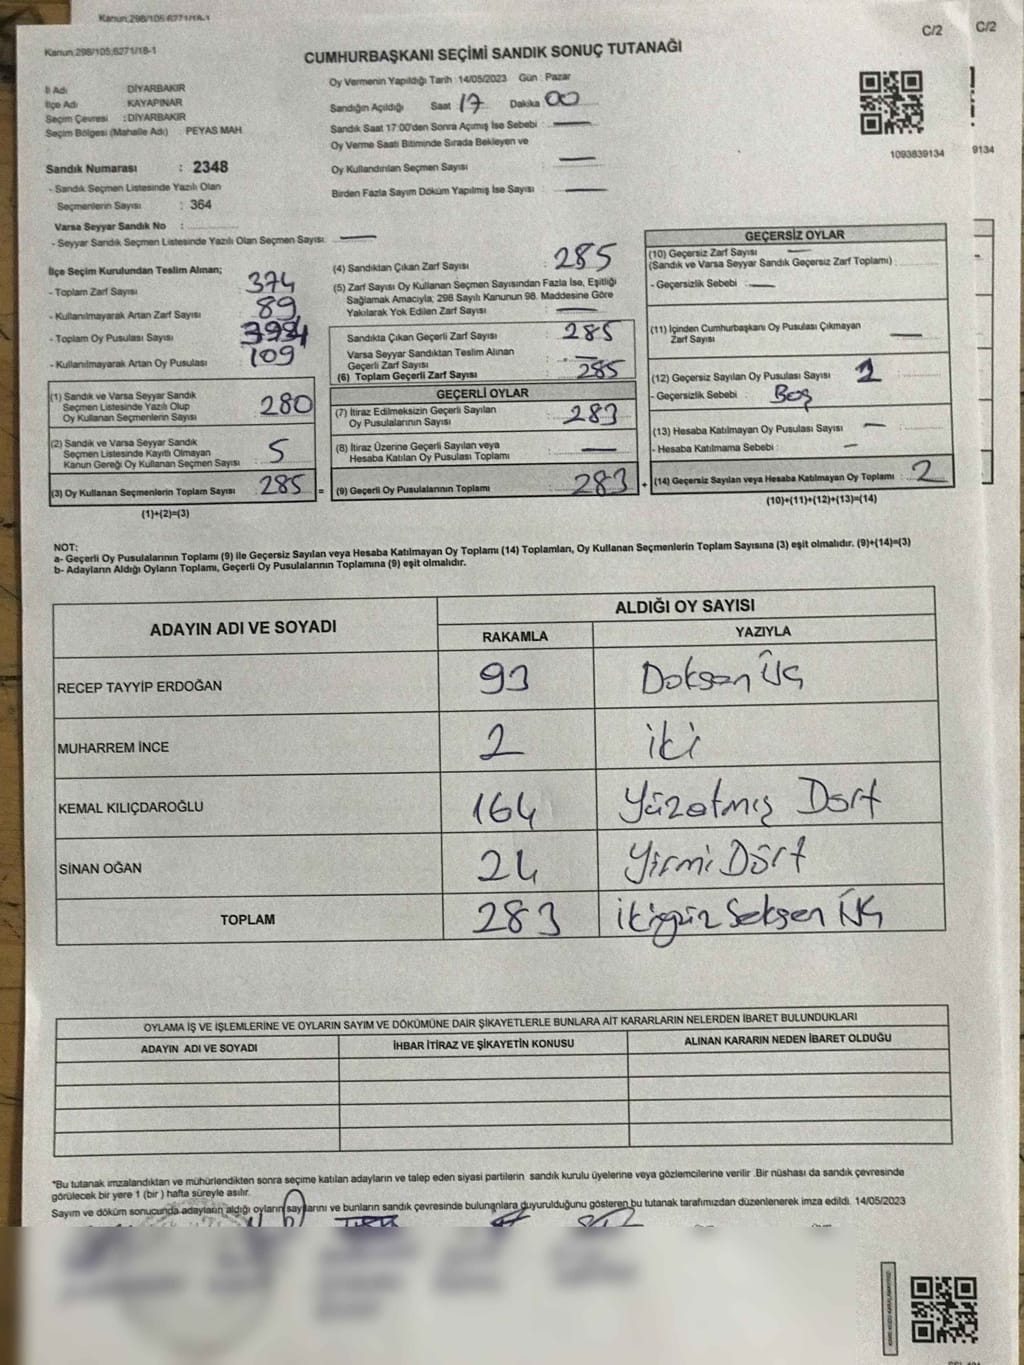 Kanun;298/105;6271/18-1
C/2
C/2
Kanun;298/105;6271/18-1
CUMHURBAŞKANI SEÇİMİ SANDIK SONUÇ TUTANAĞI
İl Adı DİYARBAKIR
İlçe Adı KAYAPINAR
Seçim Çevresi : DİYARBAKIR
Seçim Bölgesi (Mahalle Adı) PEYAS MAH
Oy Vermenin Yapıldığı Tarih :14/05/2023 Gün : Pazar
Sandığın Açıldığı Saat 17 Dakika 00
Sandık Saat 17:00'den Sonra Açımış İse Sebebi :
Oy Verme Saati Bitiminde Sırada Bekleyen ve
Oy Kullandırılan Seçmen Sayısı :
Birden Fazla Sayım Döküm Yapılmış İse Sayısı :
1093839134
9134
Sandık Numarası : 2348
- Sandık Seçmen Listesinde Yazılı Olan
Seçmenlerin Sayısı : 364
Varsa Seyyar Sandık No :
- Seyyar Sandık Seçmen Listesinde Yazılı Olan Seçmen Sayısı:
İlçe Seçim Kurulundan Teslim Alınan;
- Toplam Zarf Sayısı 374
- Kullanılmayarak Artan Zarf Sayısı : 89
- Toplam Oy Pusulası Sayısı
- Kullanılmayarak Artan Oy Pusulası : 109
(1) Sandık ve Varsa Seyyar Sandık
Seçmen Listesinde Yazılı Olup
Oy Kullanan Seçmenlerin Sayısı 280
(2) Sandık ve Varsa Seyyar Sandık
Seçmen Listesinde Kayıtlı Olmayan
Kanun Gereği Oy Kullanan Seçmen Sayısı 5
(3) Oy Kullanan Seçmenlerin Toplam Sayısı 285 =
(1)+(2)=(3)
(4) Sandıktan Çıkan Zarf Sayısı : 285
(5) Zarf Sayısı Oy Kullanan Seçmen Sayısından Fazla İse, Eşitliği
Sağlamak Amacıyla; 298 Sayılı Kanunun 98. Maddesine Göre
Yakılarak Yok Edilen Zarf Sayısı
Sandıkta Çıkan Geçerli Zarf Sayısı : 285
Varsa Seyyar Sandıktan Teslim Alınan
Geçerli Zarf Sayısı :
(6) Toplam Geçerli Zarf Sayısı : 285
GEÇERLİ OYLAR
(7) İtiraz Edilmeksizin Geçerli Sayılan
Oy Pusulalarının Sayısı : 283
(8) İtiraz Üzerine Geçerli Sayılan veya
Hesaba Katılan Oy Pusulası Toplamı :
(9) Geçerli Oy Pusulalarının Toplamı : 283 +
GEÇERSİZ OYLAR
(10) Geçersiz Zarf Sayısı
(Sandık ve Varsa Seyyar Sandık Geçersiz Zarf Toplamı) :
- Geçersizlik Sebebi :
(11) İçinden Cumhurbaşkanı Oy Pusulası Çıkmayan
Zarf Sayısı :
(12) Geçersiz Sayılan Oy Pusulası Sayısı : 2
- Geçersizlik Sebebi : Boş
(13) Hesaba Katılmayan Oy Pusulası Sayısı :
- Hesaba Katılmama Sebebi :
(14) Geçersiz Sayılan veya Hesaba Katılmayan Oy Toplamı : 2
(10)+(11)+(12)+(13)=(14)
NOT:
a- Geçerli Oy Pusulalarının Toplamı (9) ile Geçersiz Sayılan veya Hesaba Katılmayan Oy Toplamı (14) Toplamları, Oy Kullanan Seçmenlerin Toplam Sayısına (3) eşit olmalıdır. (9)+(14)=(3)
b- Adayların Aldığı Oyların Toplamı, Geçerli Oy Pusulalarının Toplamına (9) eşit olmalıdır.
ADAYIN ADI VE SOYADI
ALDIĞI OY SAYISI
RAKAMLA YAZIYLA
RECEP TAYYİP ERDOĞAN 93 Doksan Üç
MUHARREM İNCE 2 iki
KEMAL KILIÇDAROĞLU 164 Yüzatmış Dört
SİNAN OĞAN 24 Yirmi Dört
TOPLAM 283 İkiyüz Seksen Üç
OYLAMA İŞ VE İŞLEMLERİNE VE OYLARIN SAYIM VE DÖKÜMÜNE DAİR ŞİKAYETLERLE BUNLARA AİT KARARLARIN NELERDEN İBARET BULUNDUKLARI
ADAYIN ADI VE SOYADI İHBAR İTİRAZ VE ŞİKAYETİN KONUSU ALINAN KARARIN NEDEN İBARET OLDUĞU
*Bu tutanak imzalandıktan ve mühürlendikten sonra seçime katılan adayların ve talep eden siyasi partilerin sandık kurulu üyelerine veya gözlemcilerine verilir .Bir nüshası da sandık çevresinde
görülecek bir yere 1 (bir ) hafta süreyle asılır.
Sayım ve döküm sonucunda adayların aldığı oyların sayılarını ve bunların sandık çevresinde bulunanlara duyurulduğunu gösteren bu tutanak tarafımızdan düzenlenerek imza edildi. 14/05/2023